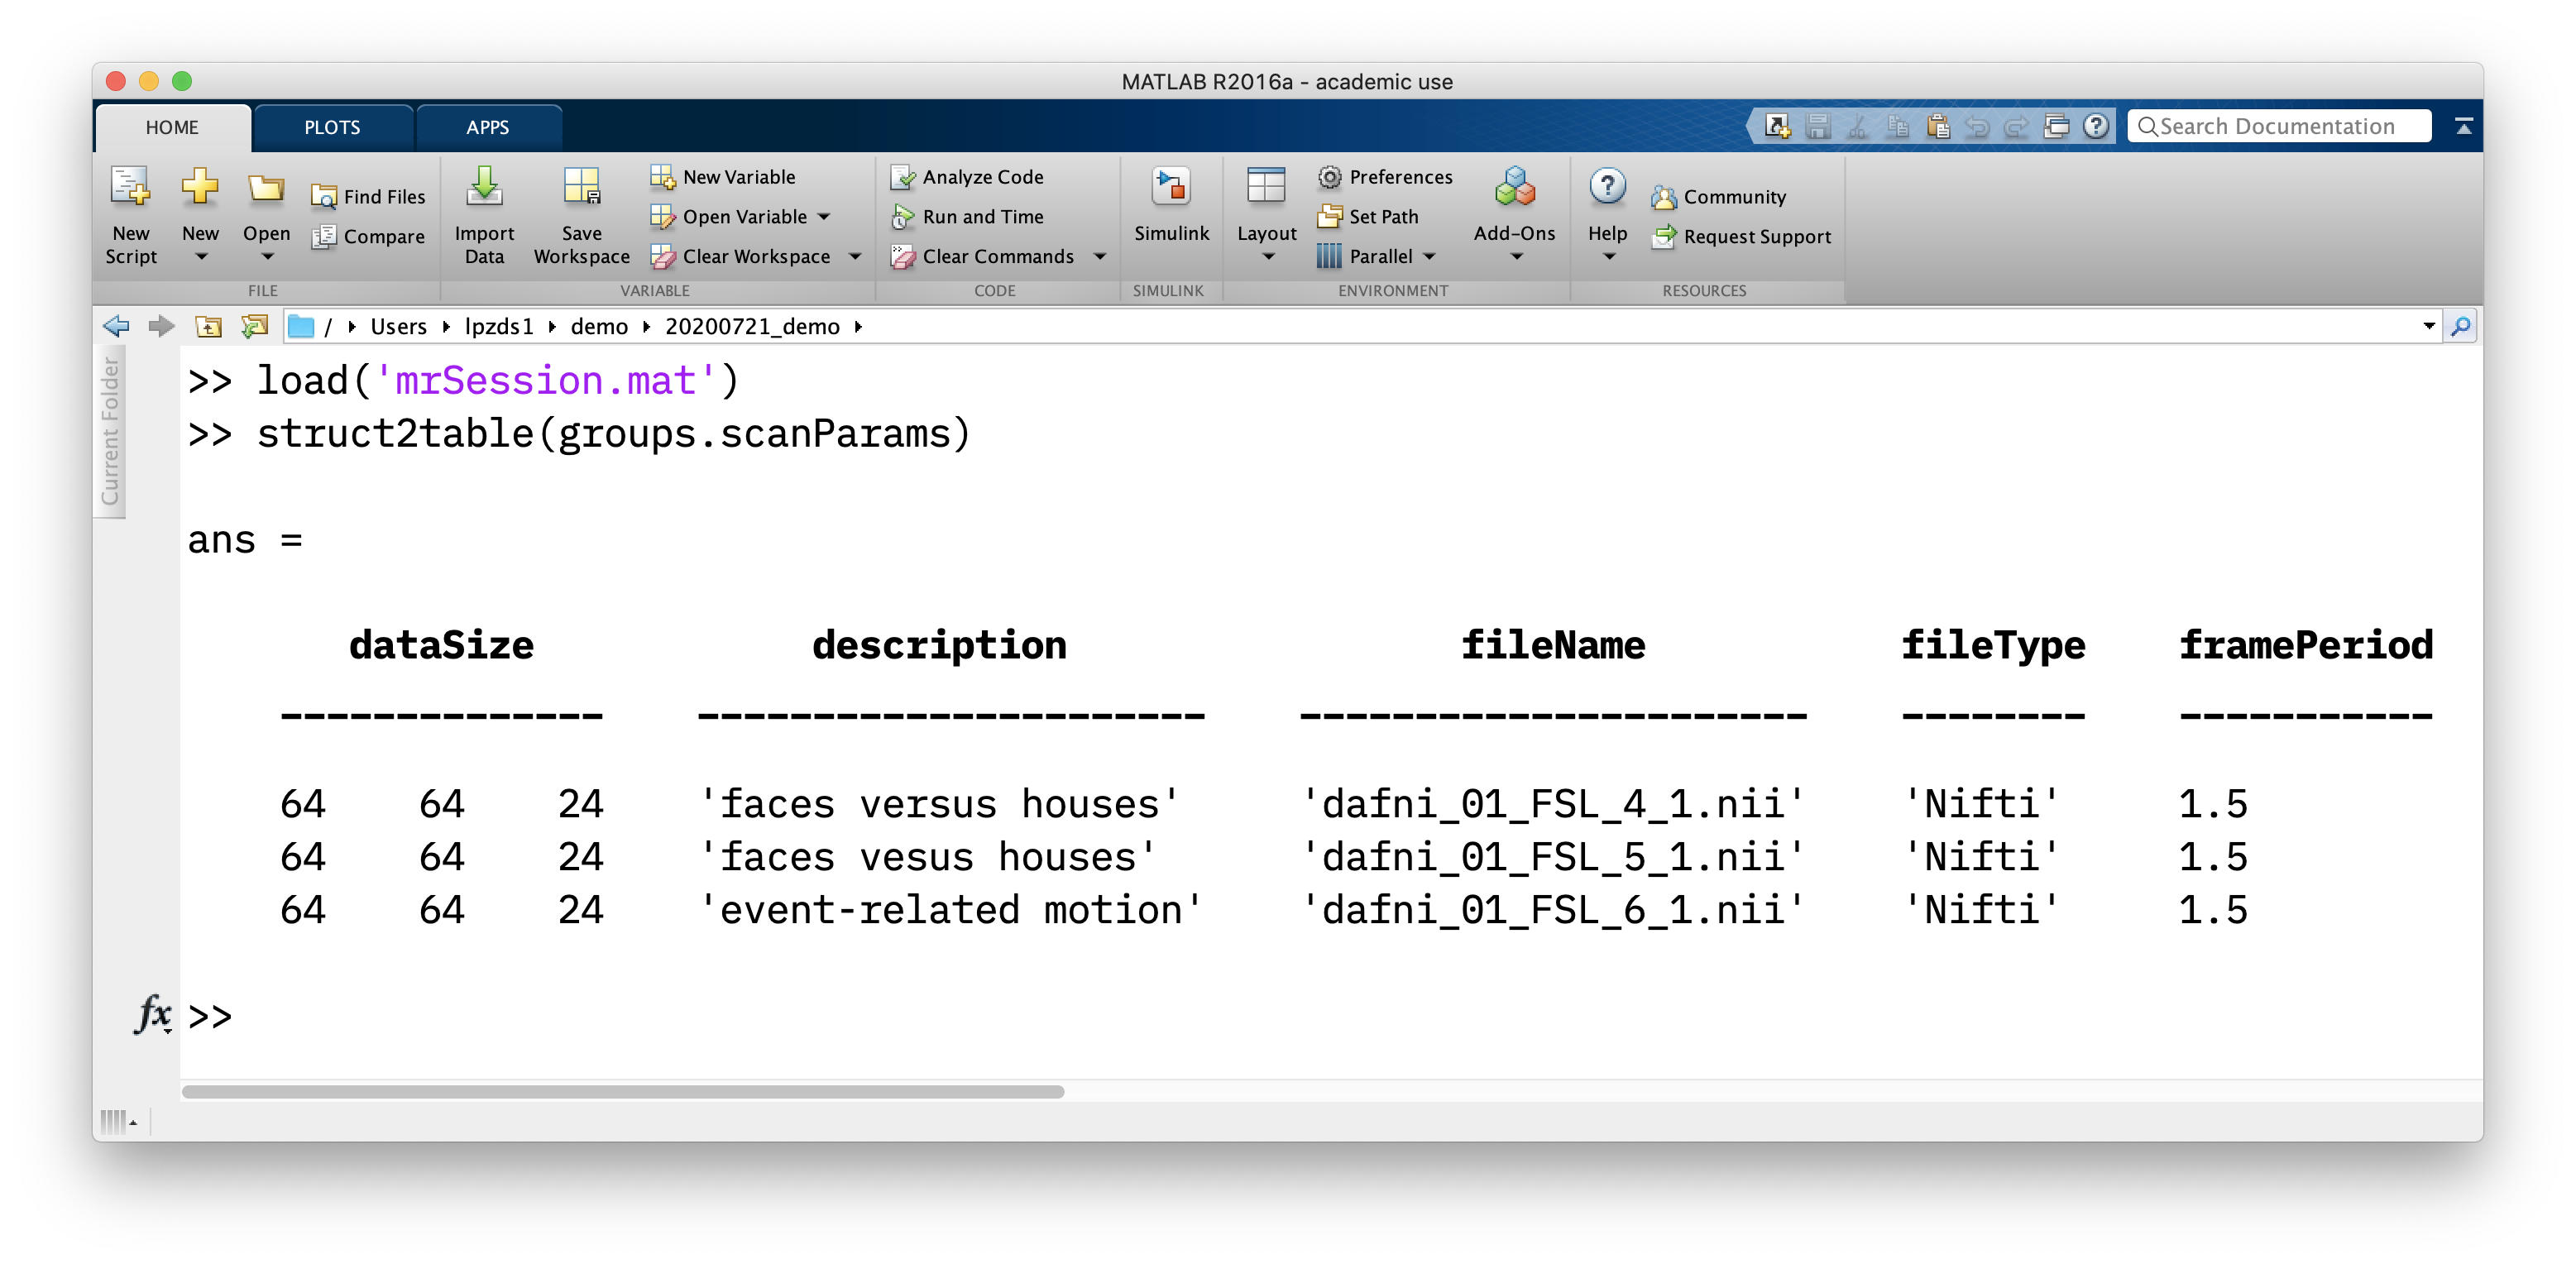 MATLAB R2016a - academic use
HOME PLOTS APPS Search Documentation
New Script New Open Find Files Compare Import Data Save Workspace New Variable Open Variable Clear Workspace Analyze Code Run and Time Clear Commands Simulink Layout Preferences Set Path Parallel Add-Ons Help Community Request Support
FILE VARIABLE CODE SIMULINK ENVIRONMENT RESOURCES
/ Users lpzds1 demo 20200721_demo
Current Folder
>> load('mrSession.mat')
>> struct2table(groups.scanParams)
ans =
dataSize description fileName fileType framePeriod
______________ ______________________ ______________________ ________ ___________
64 64 24 'faces versus houses' 'dafni_01_FSL_4_1.nii' 'Nifti' 1.5
64 64 24 'faces vesus houses' 'dafni_01_FSL_5_1.nii' 'Nifti' 1.5
64 64 24 'event-related motion' 'dafni_01_FSL_6_1.nii' 'Nifti' 1.5
fx >>